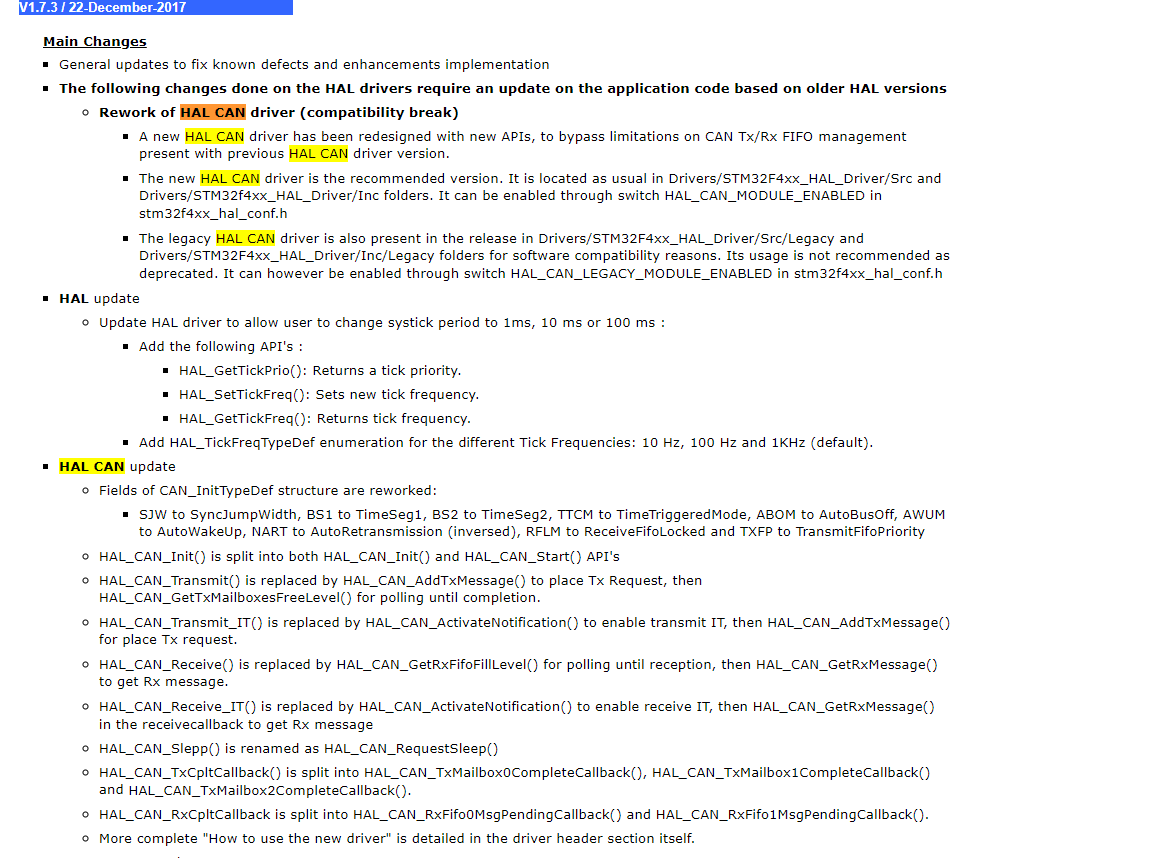 V1.7.3 / 22-December-2017
Main Changes
General updates to fix known defects and enhancements implementation
The following changes done on the HAL drivers require an update on the application code based on older HAL versions
Rework of HAL CAN driver (compatibility break)
A new HAL CAN driver has been redesigned with new APIs, to bypass limitations on CAN Tx/Rx FIFO management
present with previous HAL CAN driver version.
The new HAL CAN driver is the recommended version. It is located as usual in Drivers/STM32F4xx_HAL_Driver/Src and
Drivers/STM32f4xx_HAL_Driver/Inc folders. It can be enabled through switch HAL_CAN_MODULE_ENABLED in
stm32f4xx_hal_conf.h
The legacy HAL CAN driver is also present in the release in Drivers/STM32F4xx_HAL_Driver/Src/Legacy and
Drivers/STM32F4xx_HAL_Driver/Inc/Legacy folders for software compatibility reasons. Its usage is not recommended as
deprecated. It can however be enabled through switch HAL_CAN_LEGACY_MODULE_ENABLED in stm32f4xx_hal_conf.h
HAL update
Update HAL driver to allow user to change systick period to 1ms, 10 ms or 100 ms :
Add the following API's :
HAL_GetTickPrio(): Returns a tick priority.
HAL_SetTickFreq(): Sets new tick frequency.
HAL_GetTickFreq(): Returns tick frequency.
Add HAL_TickFreqTypeDef enumeration for the different Tick Frequencies: 10 Hz, 100 Hz and 1KHz (default).
HAL CAN update
Fields of CAN_InitTypeDef structure are reworked:
SJW to SyncJumpWidth, BS1 to TimeSeg1, BS2 to TimeSeg2, TTCM to TimeTriggeredMode, ABOM to AutoBusOff, AWUM
to AutoWakeUp, NART to AutoRetransmission (inversed), RFLM to ReceiveFifoLocked and TXFP to TransmitFifoPriority
HAL_CAN_Init() is split into both HAL_CAN_Init() and HAL_CAN_Start() API's
HAL_CAN_Transmit() is replaced by HAL_CAN_AddTxMessage() to place Tx Request, then
HAL_CAN_GetTxMailboxesFreeLevel() for polling until completion.
HAL_CAN_Transmit_IT() is replaced by HAL_CAN_ActivateNotification() to enable transmit IT, then HAL_CAN_AddTxMessage()
for place Tx request.
HAL_CAN_Receive() is replaced by HAL_CAN_GetRxFifoFillLevel() for polling until reception, then HAL_CAN_GetRxMessage()
to get Rx message.
HAL_CAN_Receive_IT() is replaced by HAL_CAN_ActivateNotification() to enable receive IT, then HAL_CAN_GetRxMessage()
in the receivecallback to get Rx message
HAL_CAN_Slepp() is renamed as HAL_CAN_RequestSleep()
HAL_CAN_TxCpltCallback() is split into HAL_CAN_TxMailbox0CompleteCallback(), HAL_CAN_TxMailbox1CompleteCallback()
and HAL_CAN_TxMailbox2CompleteCallback().
HAL_CAN_RxCpltCallback is split into HAL_CAN_RxFifo0MsgPendingCallback() and HAL_CAN_RxFifo1MsgPendingCallback().
More complete "How to use the new driver" is detailed in the driver header section itself.